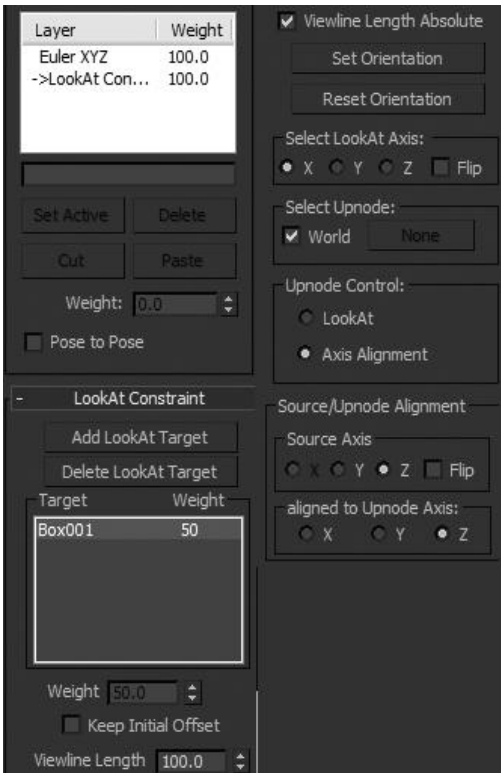 Layer Weight
Euler XYZ 100.0
->LookAt Con... 100.0
Set Active Delete
Cut Paste
Weight: 0.0
Pose to Pose
- LookAt Constraint
Add LookAt Target
Delete LookAt Target
Target Weight
Box001 50
Weight 50.0
Keep Initial Offset
Viewline Length 100.0
Viewline Length Absolute
Set Orientation
Reset Orientation
Select LookAt Axis:
X Y Z Flip
Select Upnode:
World None
Upnode Control:
LookAt
Axis Alignment
Source/Upnode Alignment
Source Axis
X Y Z Flip
aligned to Upnode Axis:
X Y Z